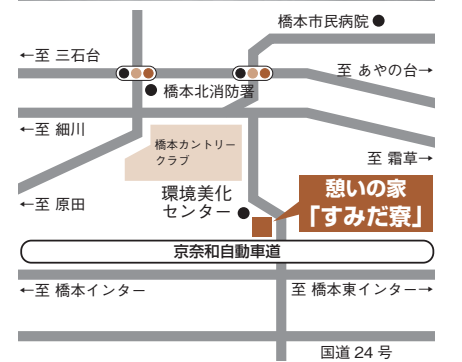 橋本市民病院
←至 三石台
至 あやの台→
橋本北消防署
←至 細川
橋本カントリー
クラブ
至 霜草→
環境美化
センター
憩いの家
「すみだ寮」
←至 原田
京奈和自動車道
←至 橋本インター
至 橋本東インター→
国道 24 号